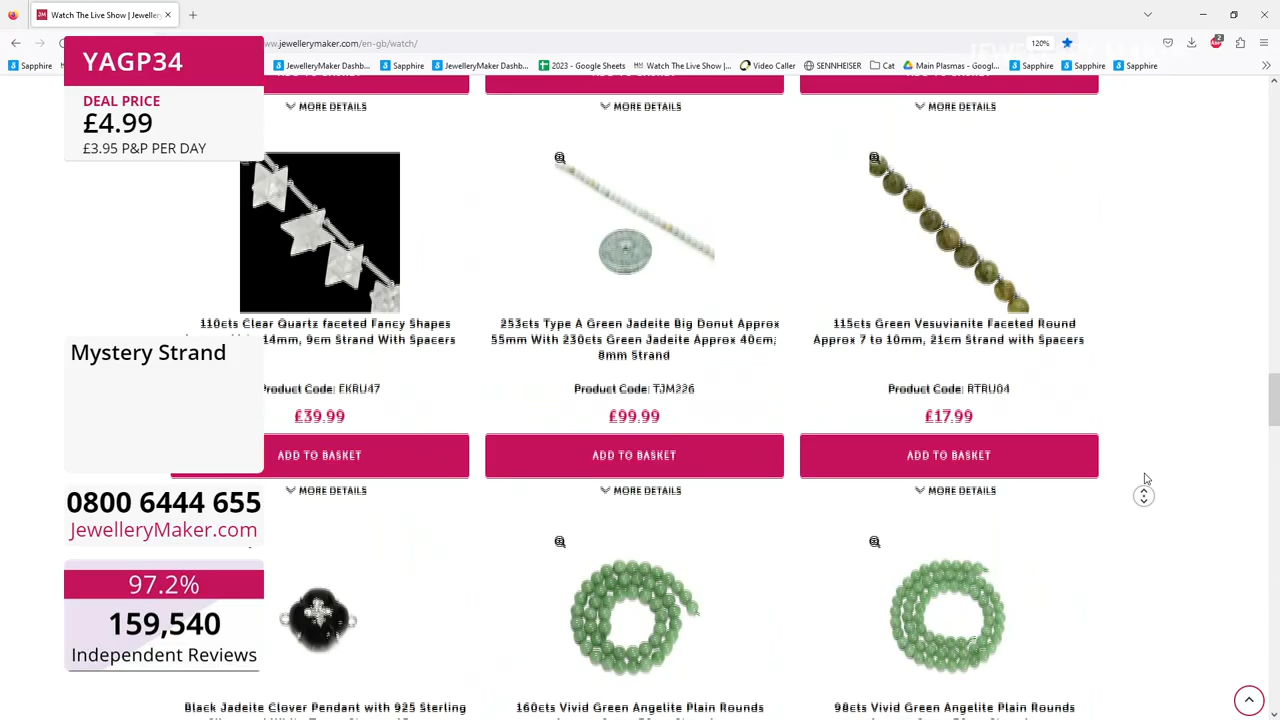 Watch The Live Show | Jeweller
ww.jewellerymaker.com/en-gb/watch/
120%
2
Sapphire
JewelleryMaker Dashb...
Sapphire
JewelleryMaker Dashb...
2023 - Google Sheets
Watch The Live Show |...
Video Caller
SENNHEISER
Cat
Main Plasmas - Googl...
Sapphire
Sapphire
Sapphire
YAGP34
DEAL PRICE
£4.99
£3.95 P&P PER DAY
MORE DETAILS
MORE DETAILS
MORE DETAILS
110cts Clear Quartz faceted Fancy Shapes
14mm, 9cm Strand With Spacers
Product Code: FKRU47
£39.99
ADD TO BASKET
MORE DETAILS
253cts Type A Green Jadeite Big Donut Approx
55mm With 230cts Green Jadeite Approx 40cm,
8mm Strand
Product Code: TJM226
£99.99
ADD TO BASKET
MORE DETAILS
115cts Green Vesuvianite Faceted Round
Approx 7 to 10mm, 21cm Strand with Spacers
Product Code: RTRU04
£17.99
ADD TO BASKET
MORE DETAILS
Mystery Strand
0800 6444 655
JewelleryMaker.com
97.2%
159,540
Independent Reviews
Black Jadeite Clover Pendant with 925 Sterling
160cts Vivid Green Angelite Plain Rounds
98cts Vivid Green Angelite Plain Rounds